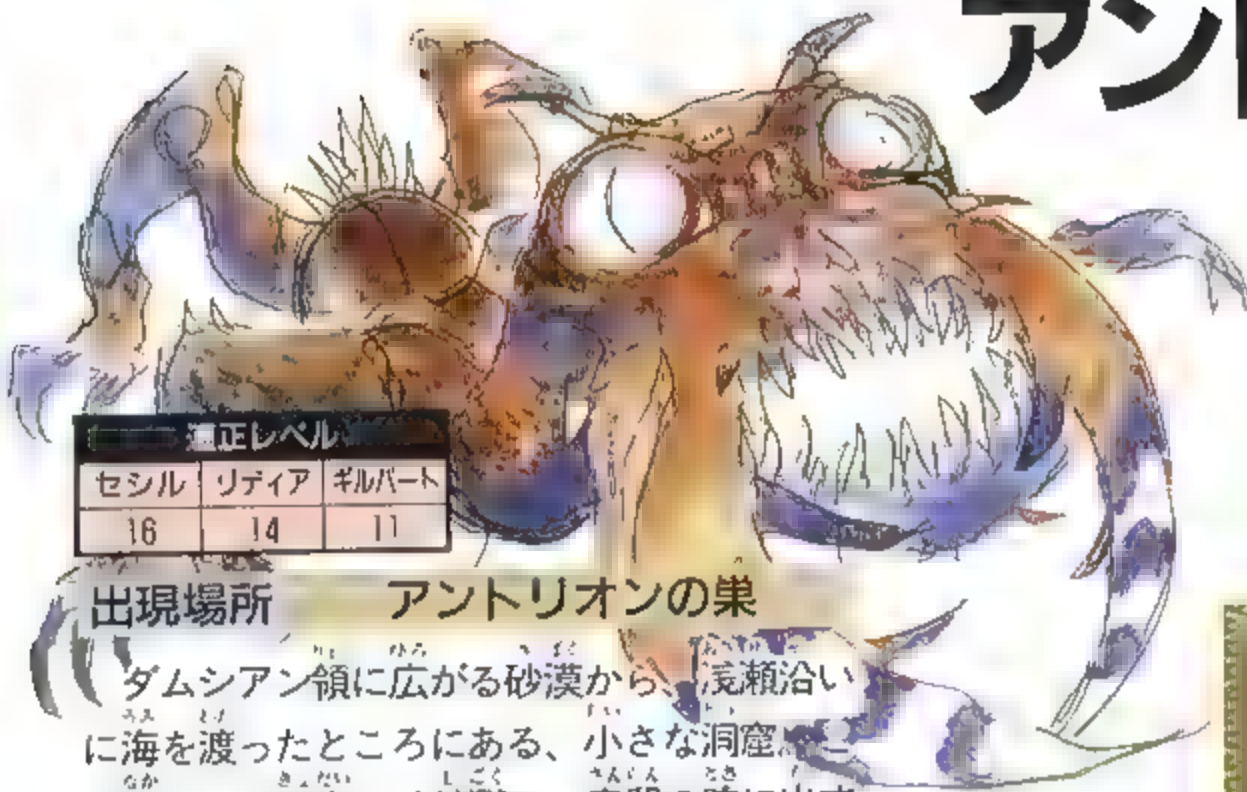 アント
適正レベル
セシル リディア ギルバート
16 14 11
出現場所 アントリオンの巣
ダムシアン領に広がる砂漠から、浅瀬沿い
に海を渡ったところにある、小さな洞窟。こ